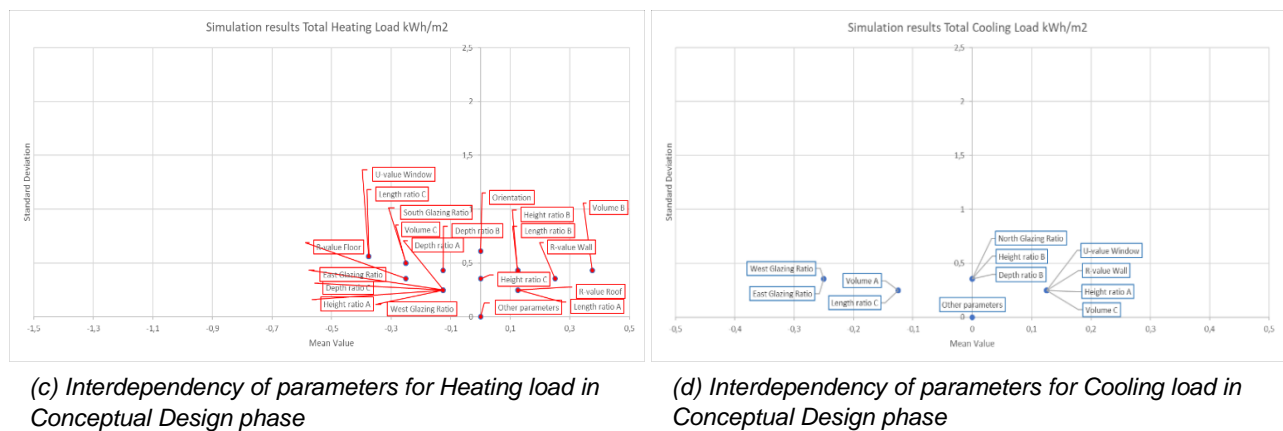 Simulation results Total Heating Load kWh/m2
2,5
2
1,5
1
0,5
0
Standard Deviation
U-value Window
Length ratio C
South Glazing Ratio
Volume C
Depth ratio B
Depth ratio A
R-value Floor
East Glazing Ratio
Depth ratio C
Height ratio A
West Glazing Ratio
Orientation
Volume B
Height ratio B
Length ratio B
R-value Wall
Height ratio C
R-value Roof
Length ratio A
Other parameters
-1,5 -1,3 -1,1 -0,9 -0,7 -0,5 -0,3 -0,1 0,1 0,3 0,5
Mean Value
Simulation results Total Cooling Load kWh/m2
2,5
2
1,5
1
0,5
0
Standard Deviation
West Glazing Ratio
East Glazing Ratio
Volume A
Length ratio C
North Glazing Ratio
Height ratio B
Depth ratio B
Other parameters
U-value Window
R-value Wall
Height ratio A
Volume C
-0,5 -0,4 -0,3 -0,2 -0,1 0 0,1 0,2 0,3 0,4 0,5
Mean Value
(c) Interdependency of parameters for Heating load in
Conceptual Design phase
(d) Interdependency of parameters for Cooling load in
Conceptual Design phase